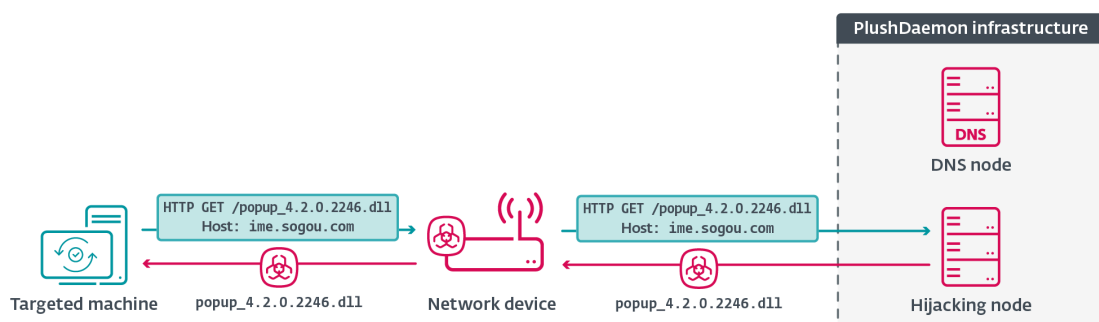 PlushDaemon infrastructure
DNS
DNS node
HTTP GET /popup_4.2.0.2246.dll
Host: ime.sogou.com
HTTP GET /popup_4.2.0.2246.dll
Host: ime.sogou.com
Targeted machine
popup_4.2.0.2246.dll
Network device
popup_4.2.0.2246.dll
Hijacking node